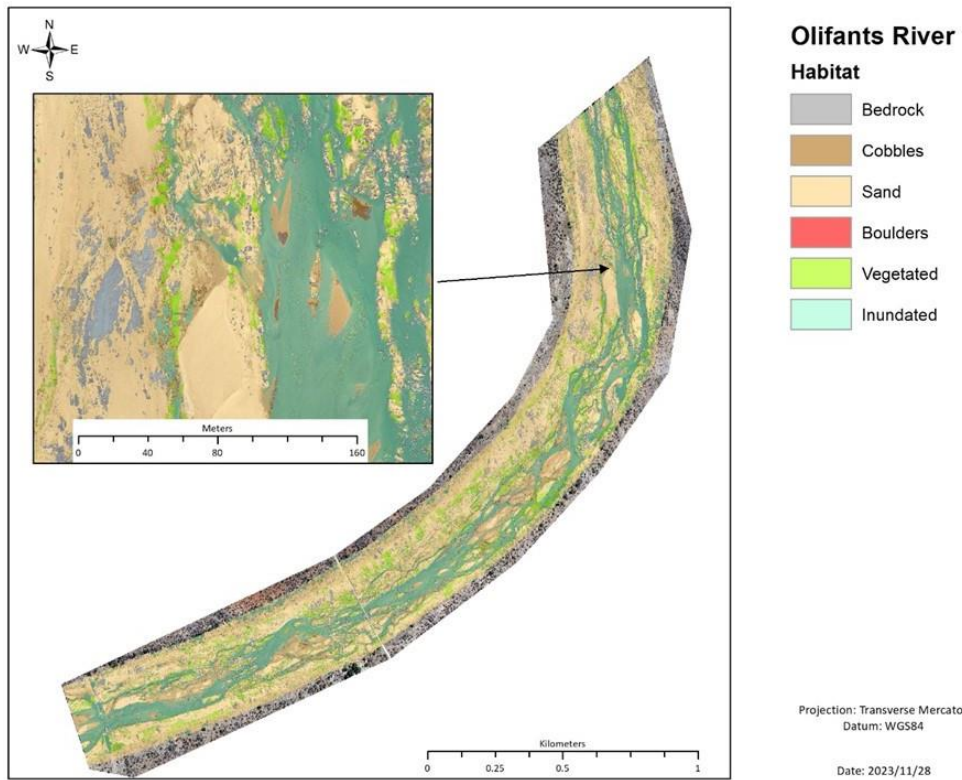 N
W E
S
Meters
0 40 80 160
Kilometers
0 0.25 0.5 1
Olifants River
Habitat
Bedrock
Cobbles
Sand
Boulders
Vegetated
Inundated
Projection: Transverse Mercato
Datum: WGS84
Date: 2023/11/28